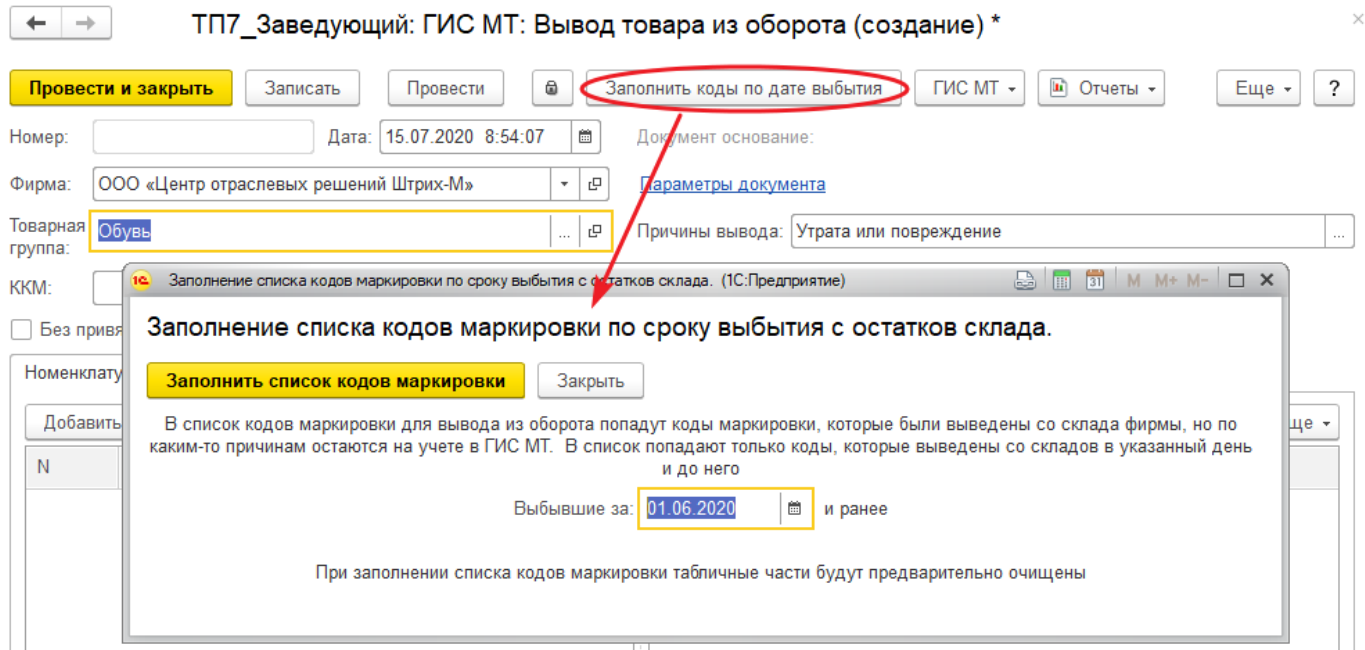 ТП7_Заведующий: ГИС МТ: Вывод товара из оборота (создание) *
Провести и закрыть Записать Провести Заполнить коды по дате выбытия ГИС МТ Отчеты Еще ?
Номер: Дата: 15.07.2020 8:54:07 Документ основание:
Фирма: ООО «Центр отраслевых решений Штрих-М» Параметры документа
Товарная группа: Обувь ... Причины вывода: Утрата или повреждение ...
ККМ:
1С Заполнение списка кодов маркировки по сроку выбытия с остатков склада. (1С:Предприятие) 31 M M+ M-
Без привя
Заполнение списка кодов маркировки по сроку выбытия с остатков склада.
Номенклату
Заполнить список кодов маркировки Закрыть
Добавить
ще
В список кодов маркировки для вывода из оборота попадут коды маркировки, которые были выведены со склада фирмы, но по
каким-то причинам остаются на учете в ГИС МТ. В список попадают только коды, которые выведены со складов в указанный день
и до него
N
Выбывшие за: 01.06.2020 и ранее
При заполнении списка кодов маркировки табличные части будут предварительно очищены